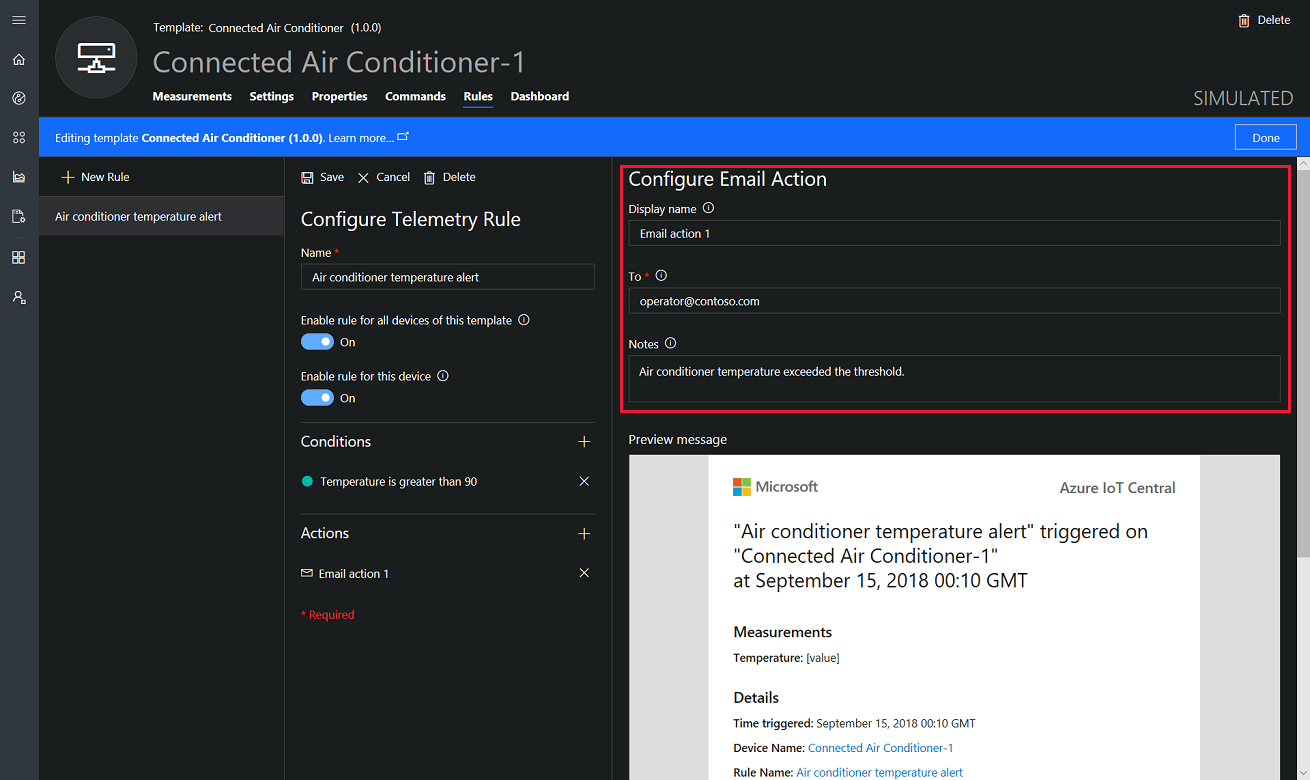 Template: Connected Air Conditioner (1.0.0)
Delete
Connected Air Conditioner-1
Measurements Settings Properties Commands Rules Dashboard
SIMULATED
Editing template Connected Air Conditioner (1.0.0). Learn more...
Done
New Rule
Air conditioner temperature alert
Save Cancel Delete
Configure Telemetry Rule
Name *
Air conditioner temperature alert
Enable rule for all devices of this template
On
Enable rule for this device
On
Conditions
Temperature is greater than 90
Actions
Email action 1
* Required
Configure Email Action
Display name
Email action 1
To *
operator@contoso.com
Notes
Air conditioner temperature exceeded the threshold.
Preview message
Microsoft
Azure IoT Central
"Air conditioner temperature alert" triggered on
"Connected Air Conditioner-1"
at September 15, 2018 00:10 GMT
Measurements
Temperature: [value]
Details
Time triggered: September 15, 2018 00:10 GMT
Device Name: Connected Air Conditioner-1
Rule Name: Air conditioner temperature alert